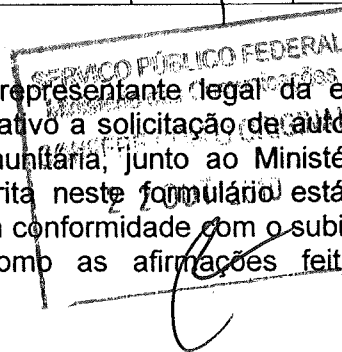 SERVIÇO PÚBLICO FEDERAL
representante legal da e
ativo a solicitação de auto
munitária, junto ao Ministé
rita neste formulário está
conformidade com o subi
omo as afirmações feit